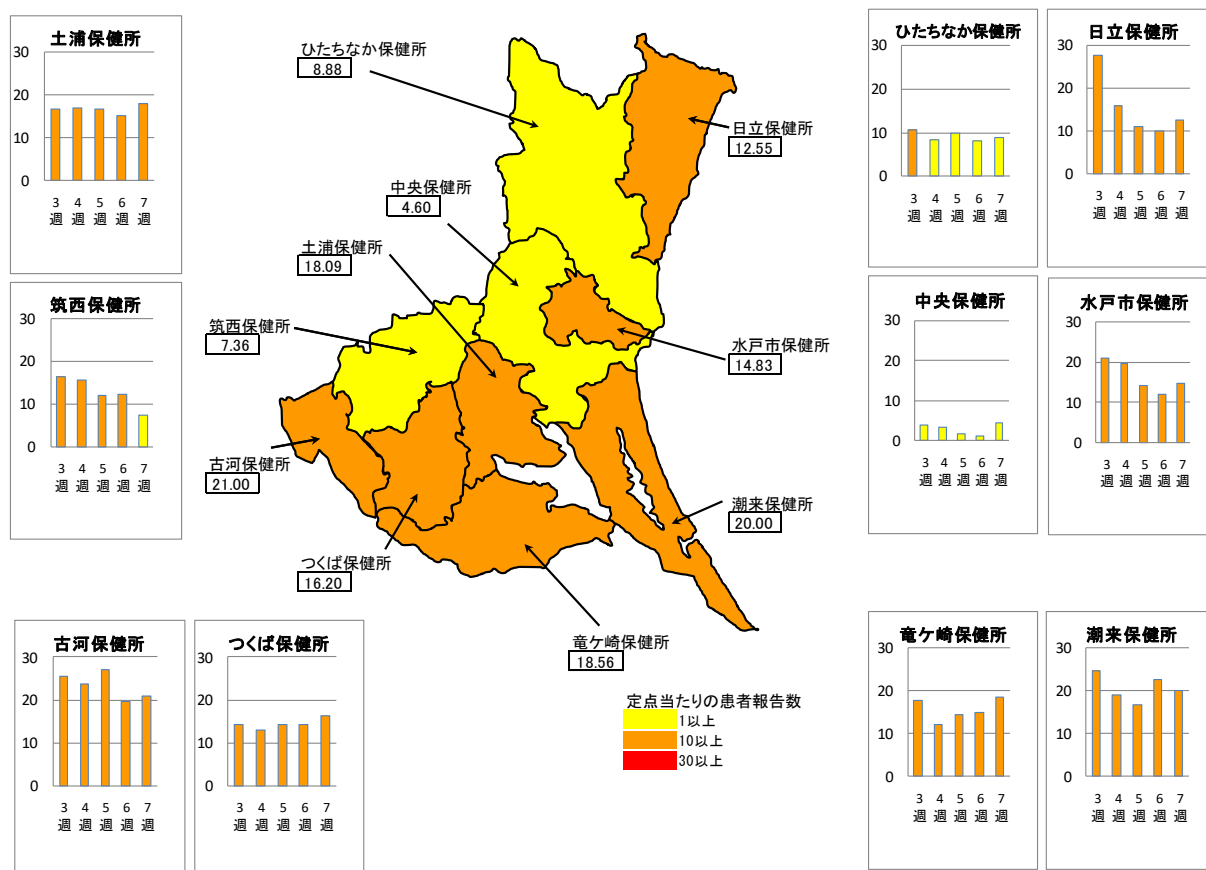 土浦保健所
30
20
10
0
3
週
4
週
5
週
6
週
7
週
筑西保健所
30
20
10
0
3
週
4
週
5
週
6
週
7
週
古河保健所
30
20
10
0
3
週
4
週
5
週
6
週
7
週
つくば保健所
30
20
10
0
3
週
4
週
5
週
6
週
7
週
ひたちなか保健所
8.88
日立保健所
12.55
中央保健所
4.60
土浦保健所
18.09
筑西保健所
7.36
水戸市保健所
14.83
古河保健所
21.00
潮来保健所
20.00
つくば保健所
16.20
竜ケ崎保健所
18.56
定点当たりの患者報告数
1以上
10以上
30以上
ひたちなか保健所
30
20
10
0
3
週
4
週
5
週
6
週
7
週
日立保健所
30
20
10
0
3
週
4
週
5
週
6
週
7
週
中央保健所
30
20
10
0
3
週
4
週
5
週
6
週
7
週
水戸市保健所
30
20
10
0
3
週
4
週
5
週
6
週
7
週
竜ケ崎保健所
30
20
10
0
3
週
4
週
5
週
6
週
7
週
潮来保健所
30
20
10
0
3
週
4
週
5
週
6
週
7
週